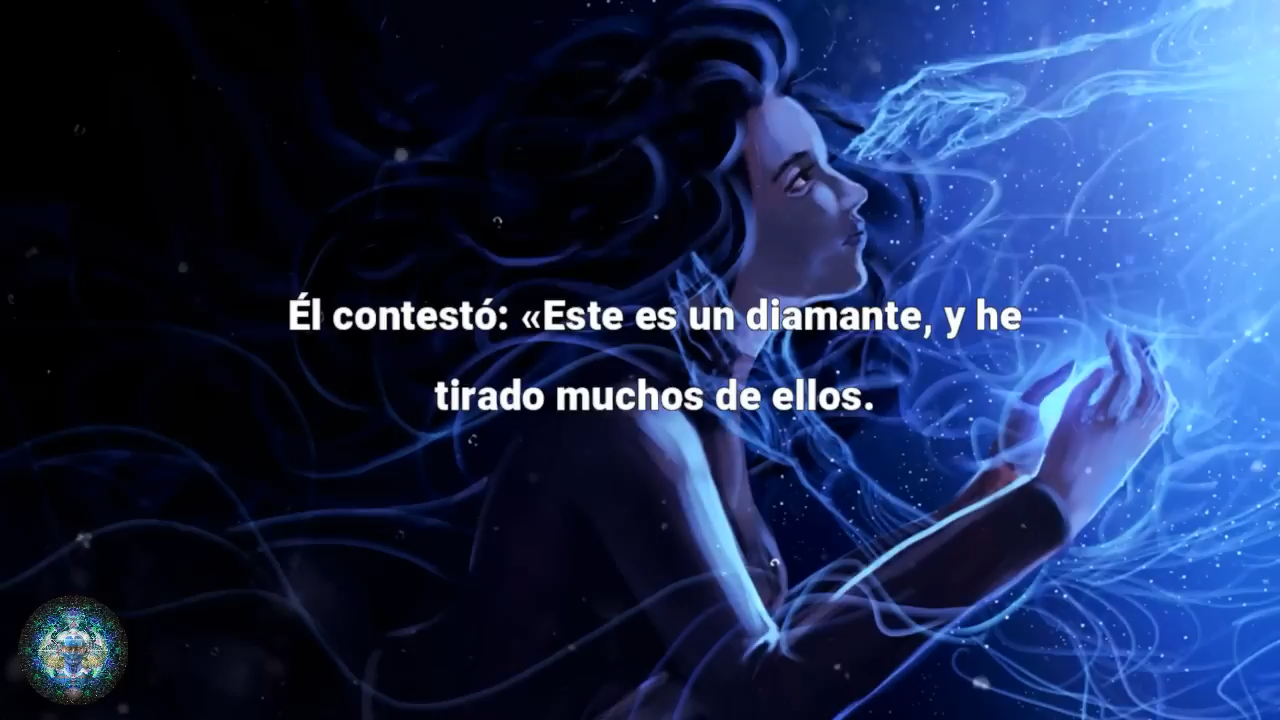 Él contestó: «Este es un diamante, y he
tirado muchos de ellos.